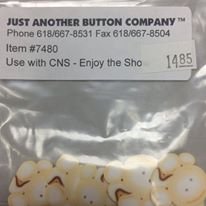 JUST ANOTHER BUTTON COMPANY™
Phone 618/667-8531 Fax 618/667-8504
Item #7480
Use with CNS - Enjoy the Sho
1485